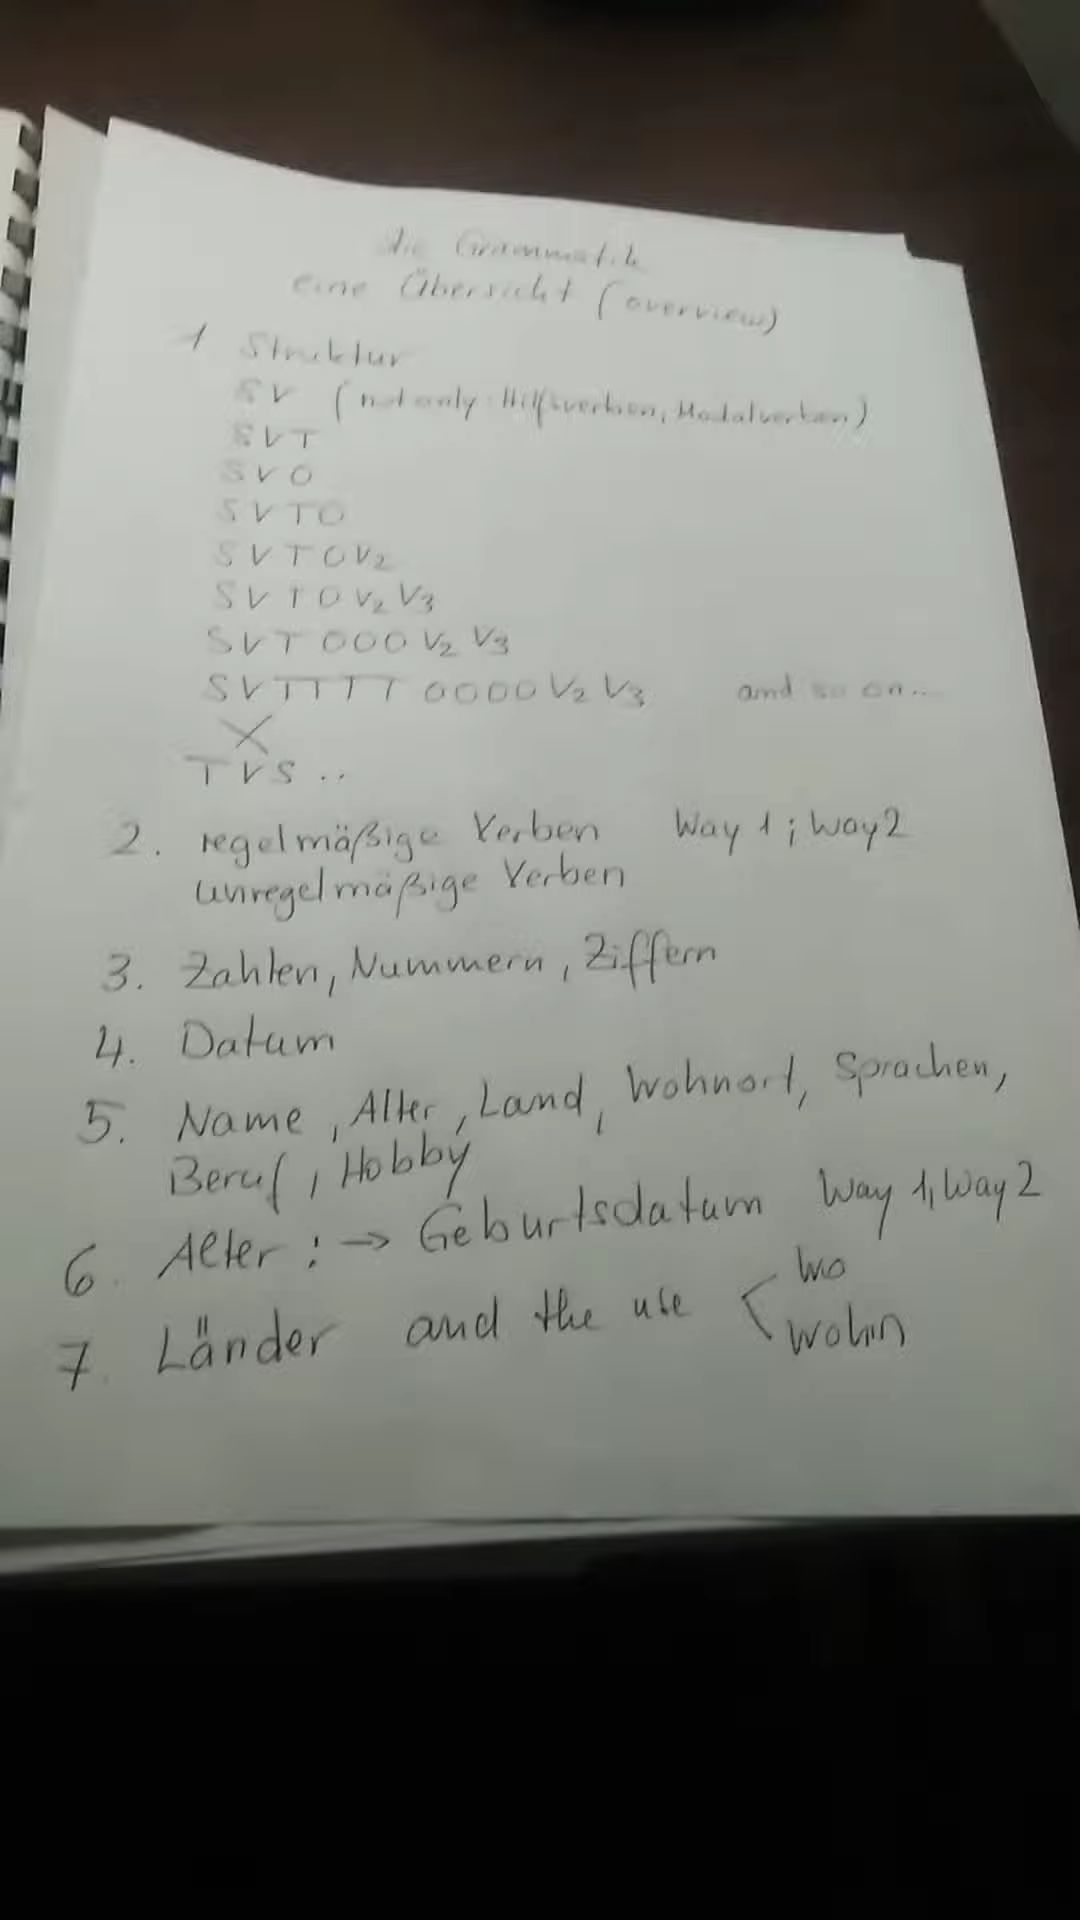 die Grammatik
eine Übersicht (overview)
1 Struktur
SV (not only: Hilfsverben, Modalverben)
SVT
SVO
SVTO
SVTOV2
SVTOV2V3
SVTOOOV2V3
SVTTTTOOOOV2V3 and so on...
X
TVS..
2. regelmäßige Verben Way 1; Way2
unregelmäßige Verben
3. Zahlen, Nummern, Ziffern
4. Datum
5. Name, Alter, Land, Wohnort, Sprachen,
Beruf, Hobby
6. Alter: → Geburtsdatum Way 1, Way 2
7. Länder and the use < wo
wohin